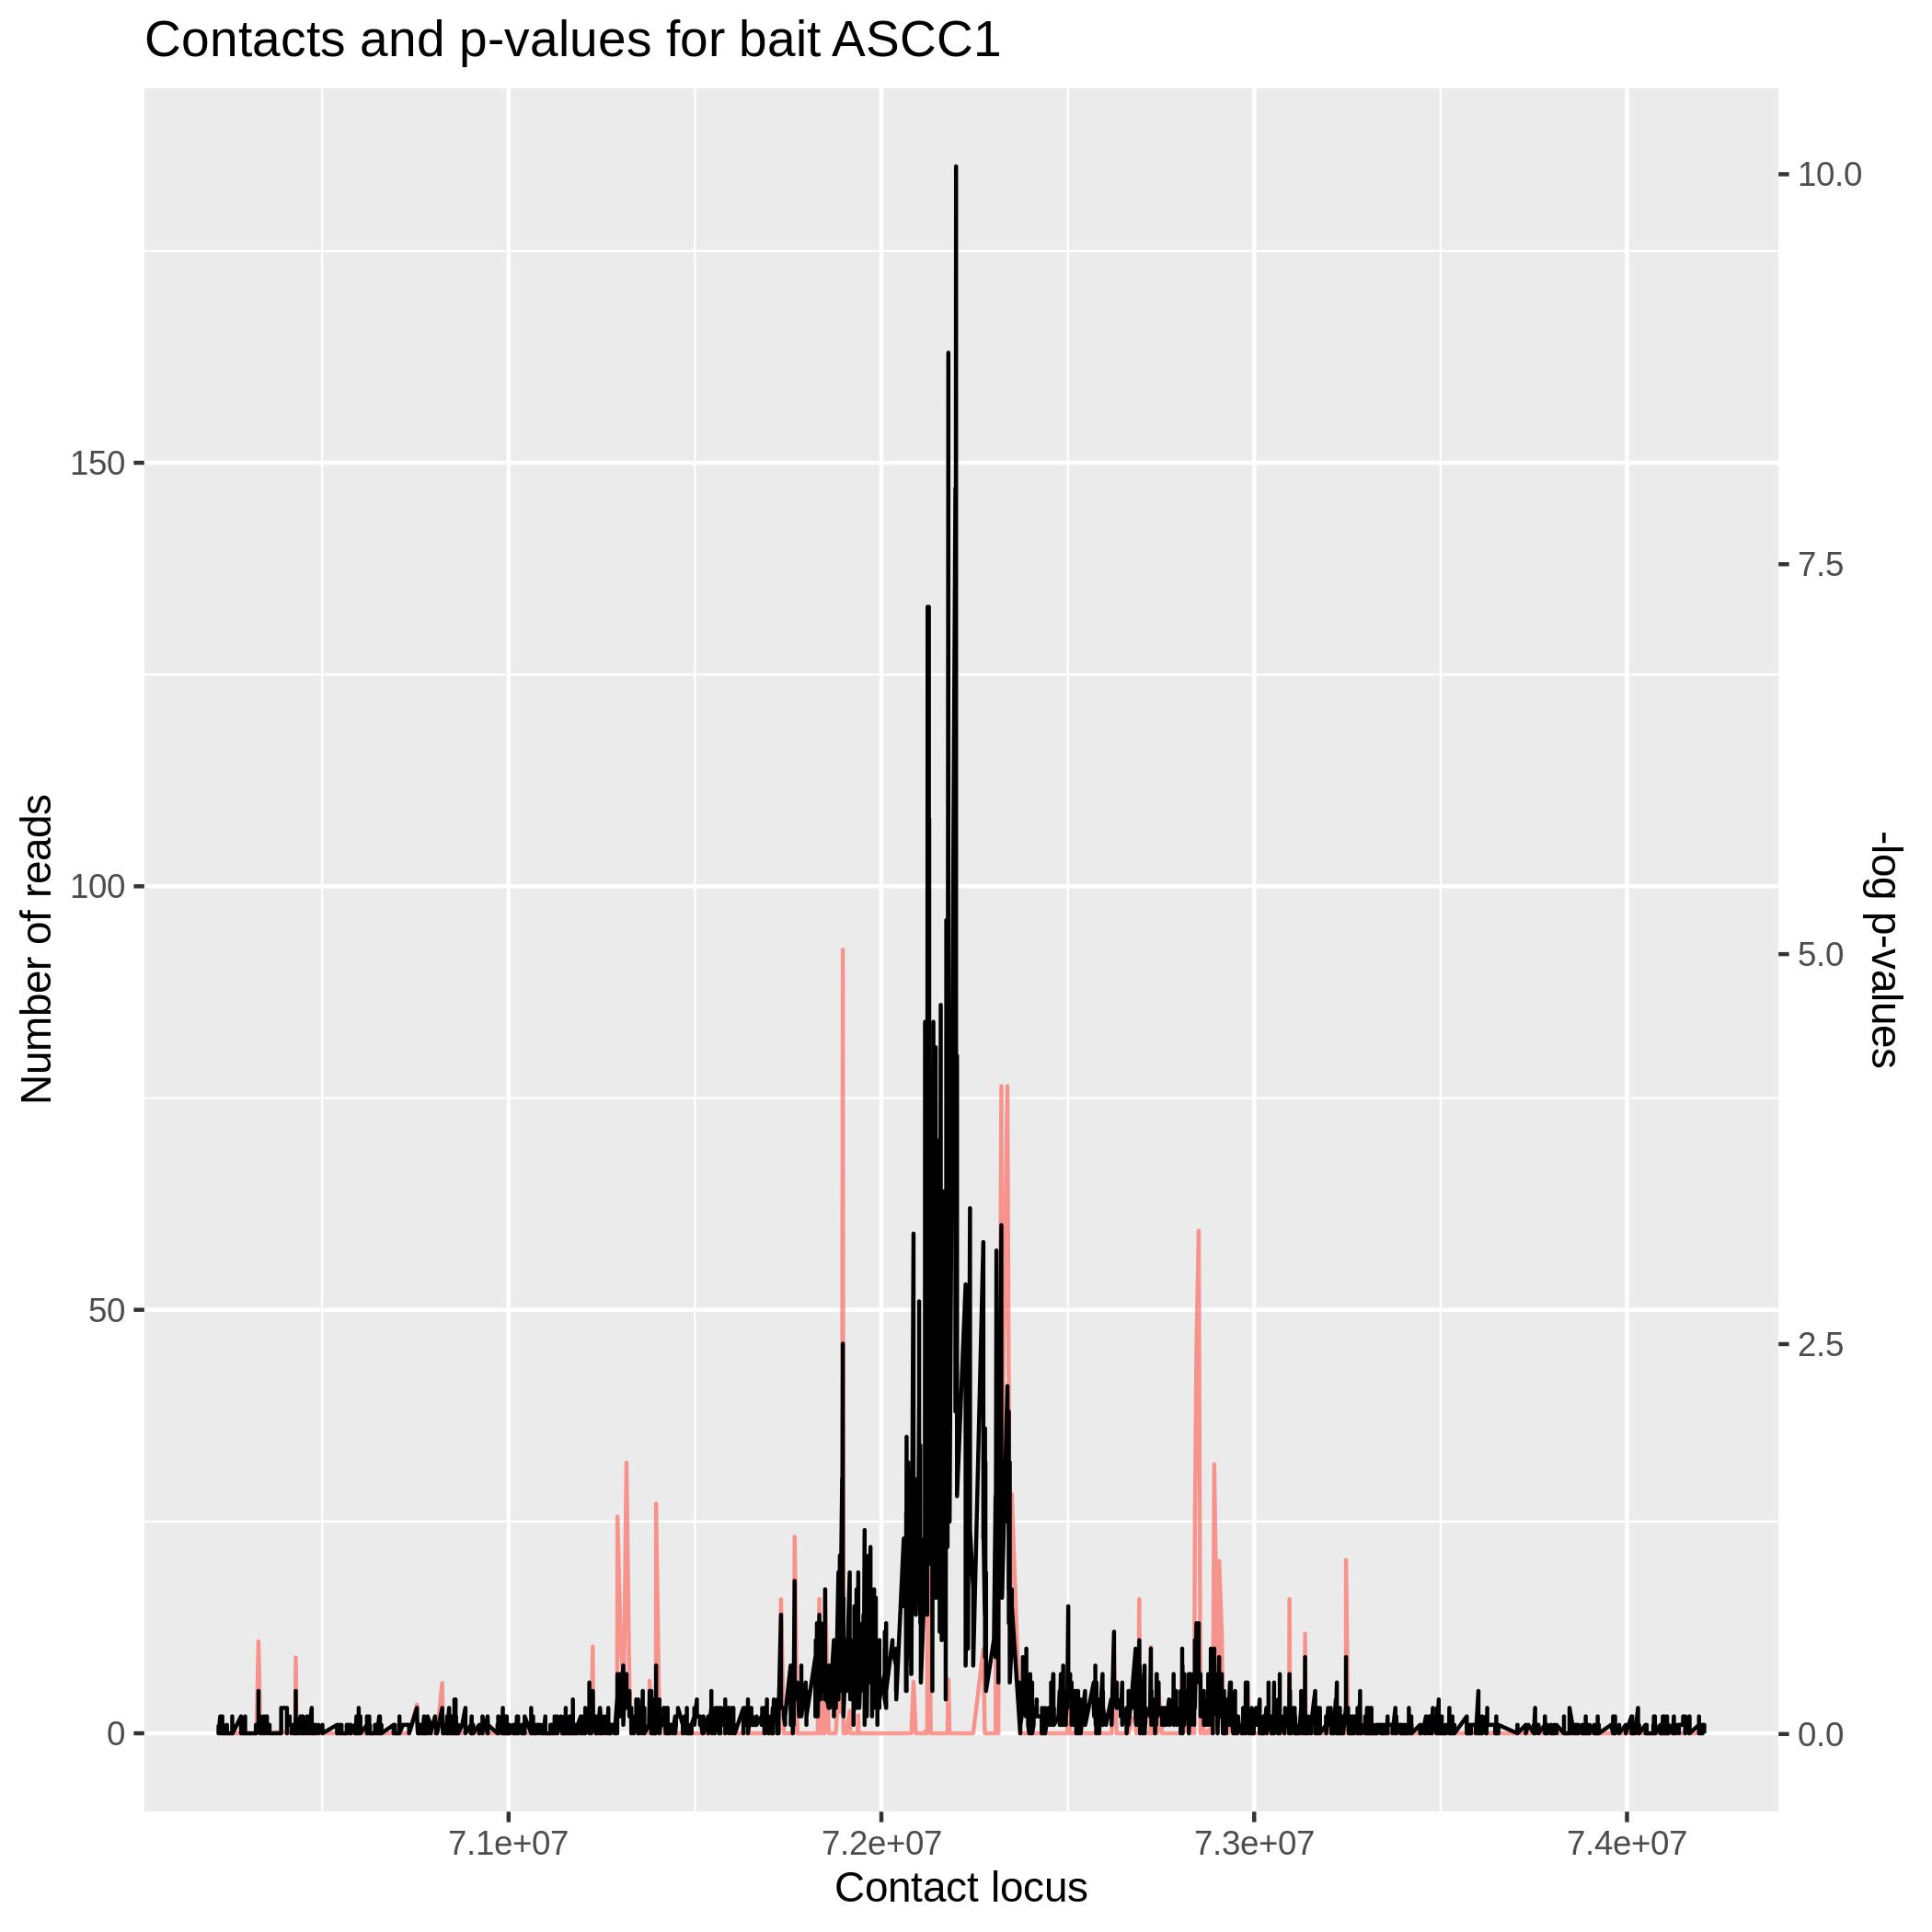 Contacts and p-values for bait ASCC1
Number of reads
150
100
50
0
10.0
7.5
5.0
2.5
0.0
-log p-values
7.1e+07
7.2e+07
7.3e+07
7.4e+07
Contact locus